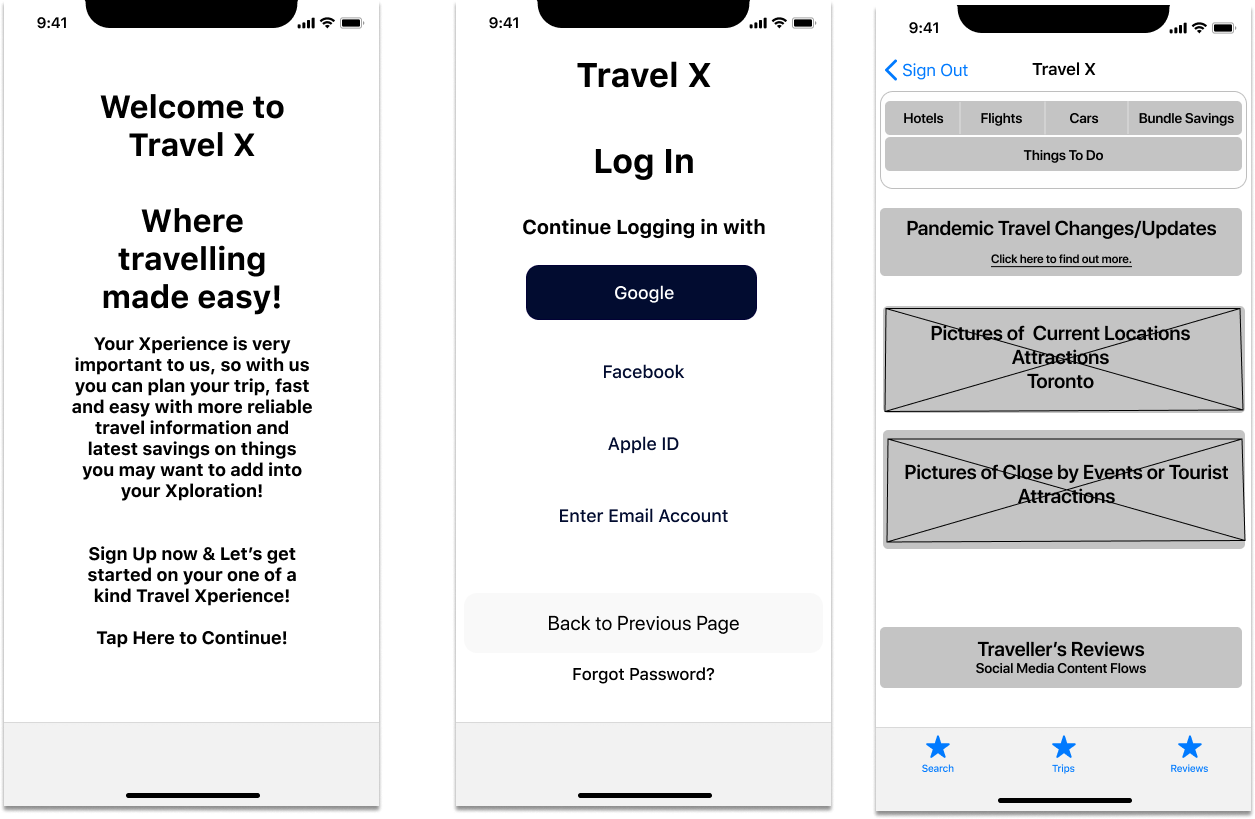 9:41
Welcome to
Travel X
Where
travelling
made easy!
Your Xperience is very
important to us, so with us
you can plan your trip, fast
and easy with more reliable
travel information and
latest savings on things
you may want to add into
your Xploration!
Sign Up now & Let’s get
started on your one of a
kind Travel Xperience!
Tap Here to Continue!
9:41
Travel X
Log In
Continue Logging in with
Google
Facebook
Apple ID
Enter Email Account
Back to Previous Page
Forgot Password?
9:41
Sign Out Travel X
Hotels Flights Cars Bundle Savings
Things To Do
Pandemic Travel Changes/Updates
Click here to find out more.
Pictures of Current Locations
Attractions
Toronto
Pictures of Close by Events or Tourist
Attractions
Traveller’s Reviews
Social Media Content Flows
Search Trips Reviews